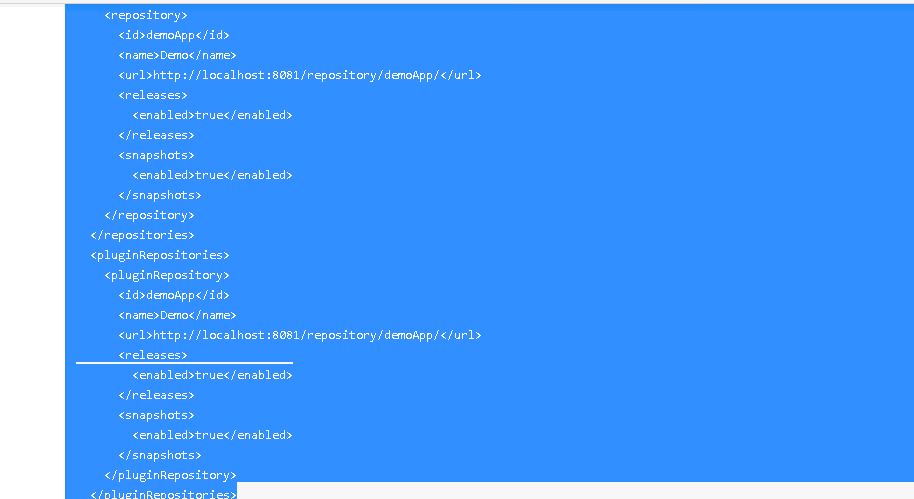 <repository>
<id>demoApp</id>
<name>Demo</name>
<url>http://localhost:8081/repository/demoApp/</url>
<releases>
<enabled>true</enabled>
</releases>
<snapshots>
<enabled>true</enabled>
</snapshots>
</repository>
</repositories>
<pluginRepositories>
<pluginRepository>
<id>demoApp</id>
<name>Demo</name>
<url>http://localhost:8081/repository/demoApp/</url>
<releases>
<enabled>true</enabled>
</releases>
<snapshots>
<enabled>true</enabled>
</snapshots>
</pluginRepository>
</pluginRepositories>